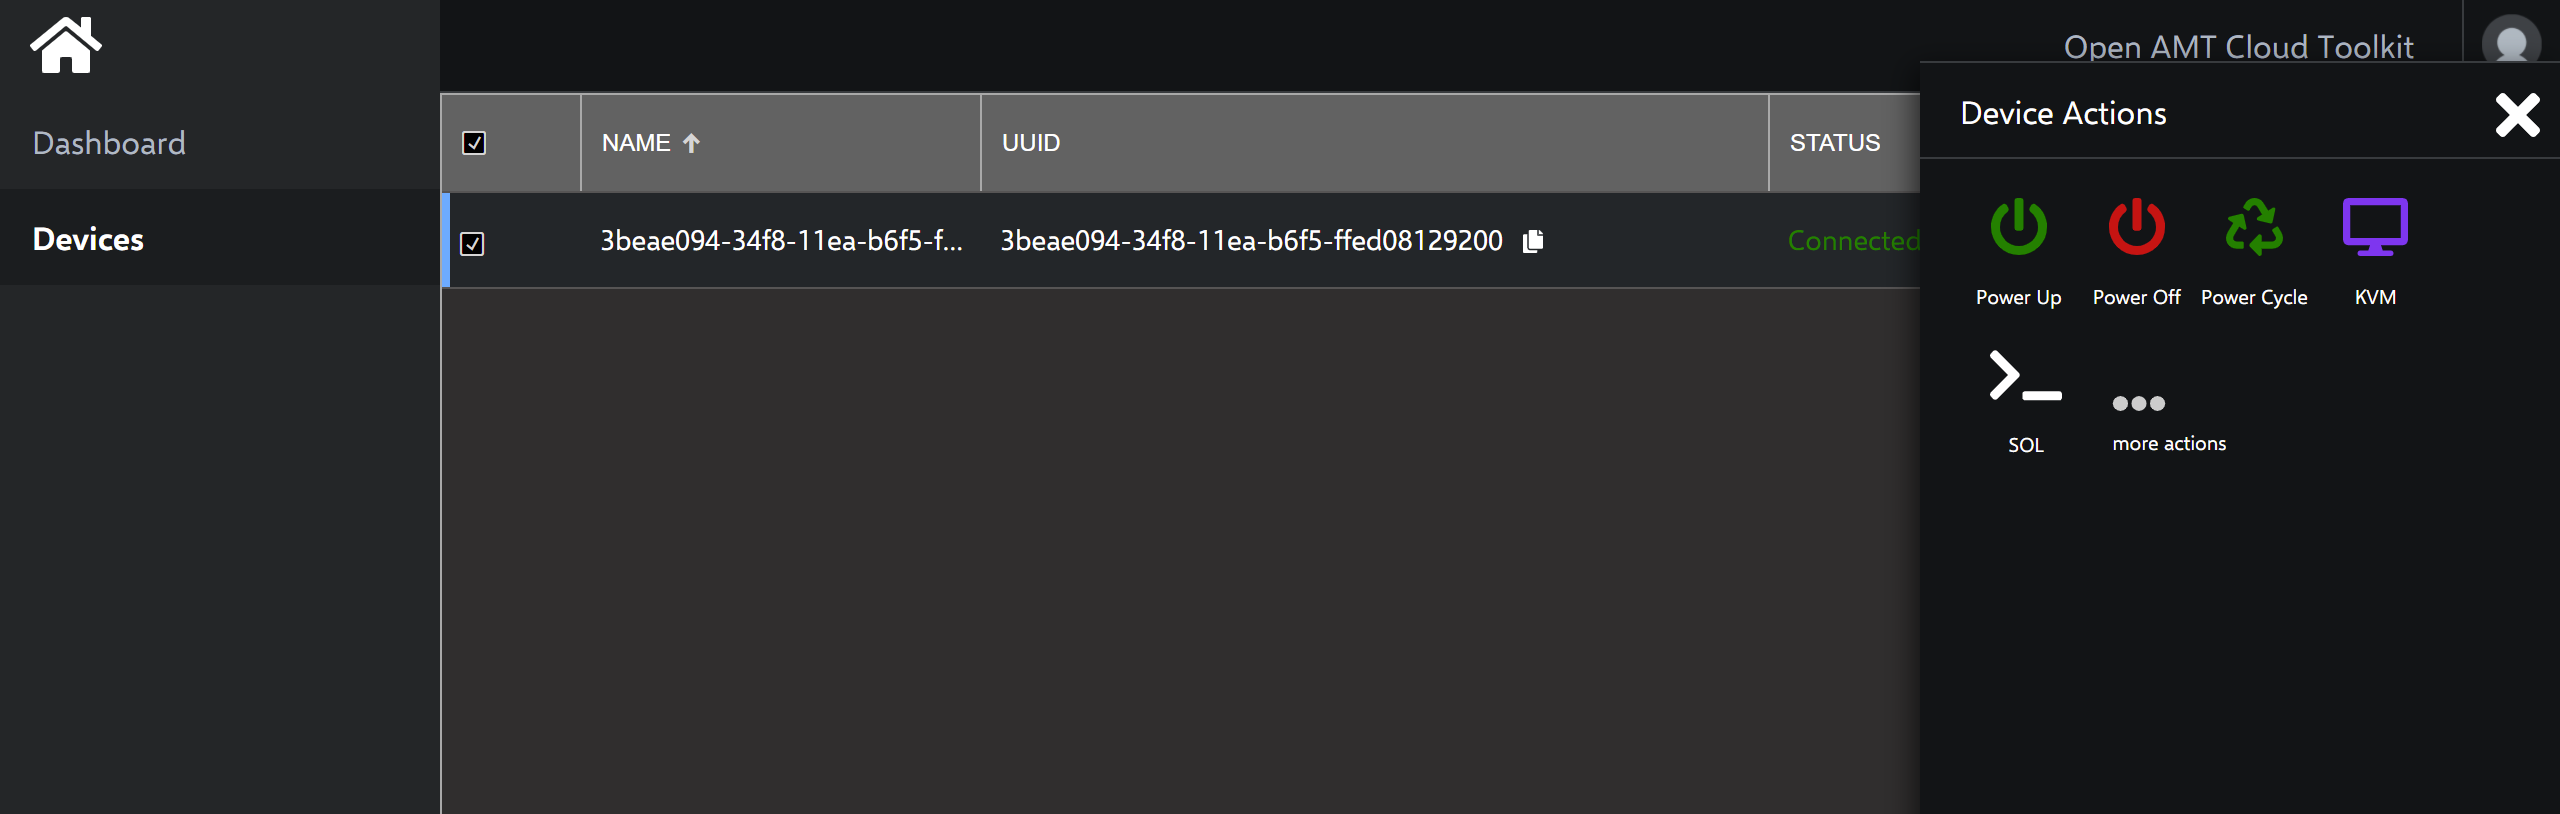 Open AMT Cloud Toolkit
Dashboard
Devices
NAME
UUID
STATUS
3beae094-34f8-11ea-b6f5-f...
3beae094-34f8-11ea-b6f5-ffed08129200
Connected
Device Actions
Power Up
Power Off
Power Cycle
KVM
SOL
more actions